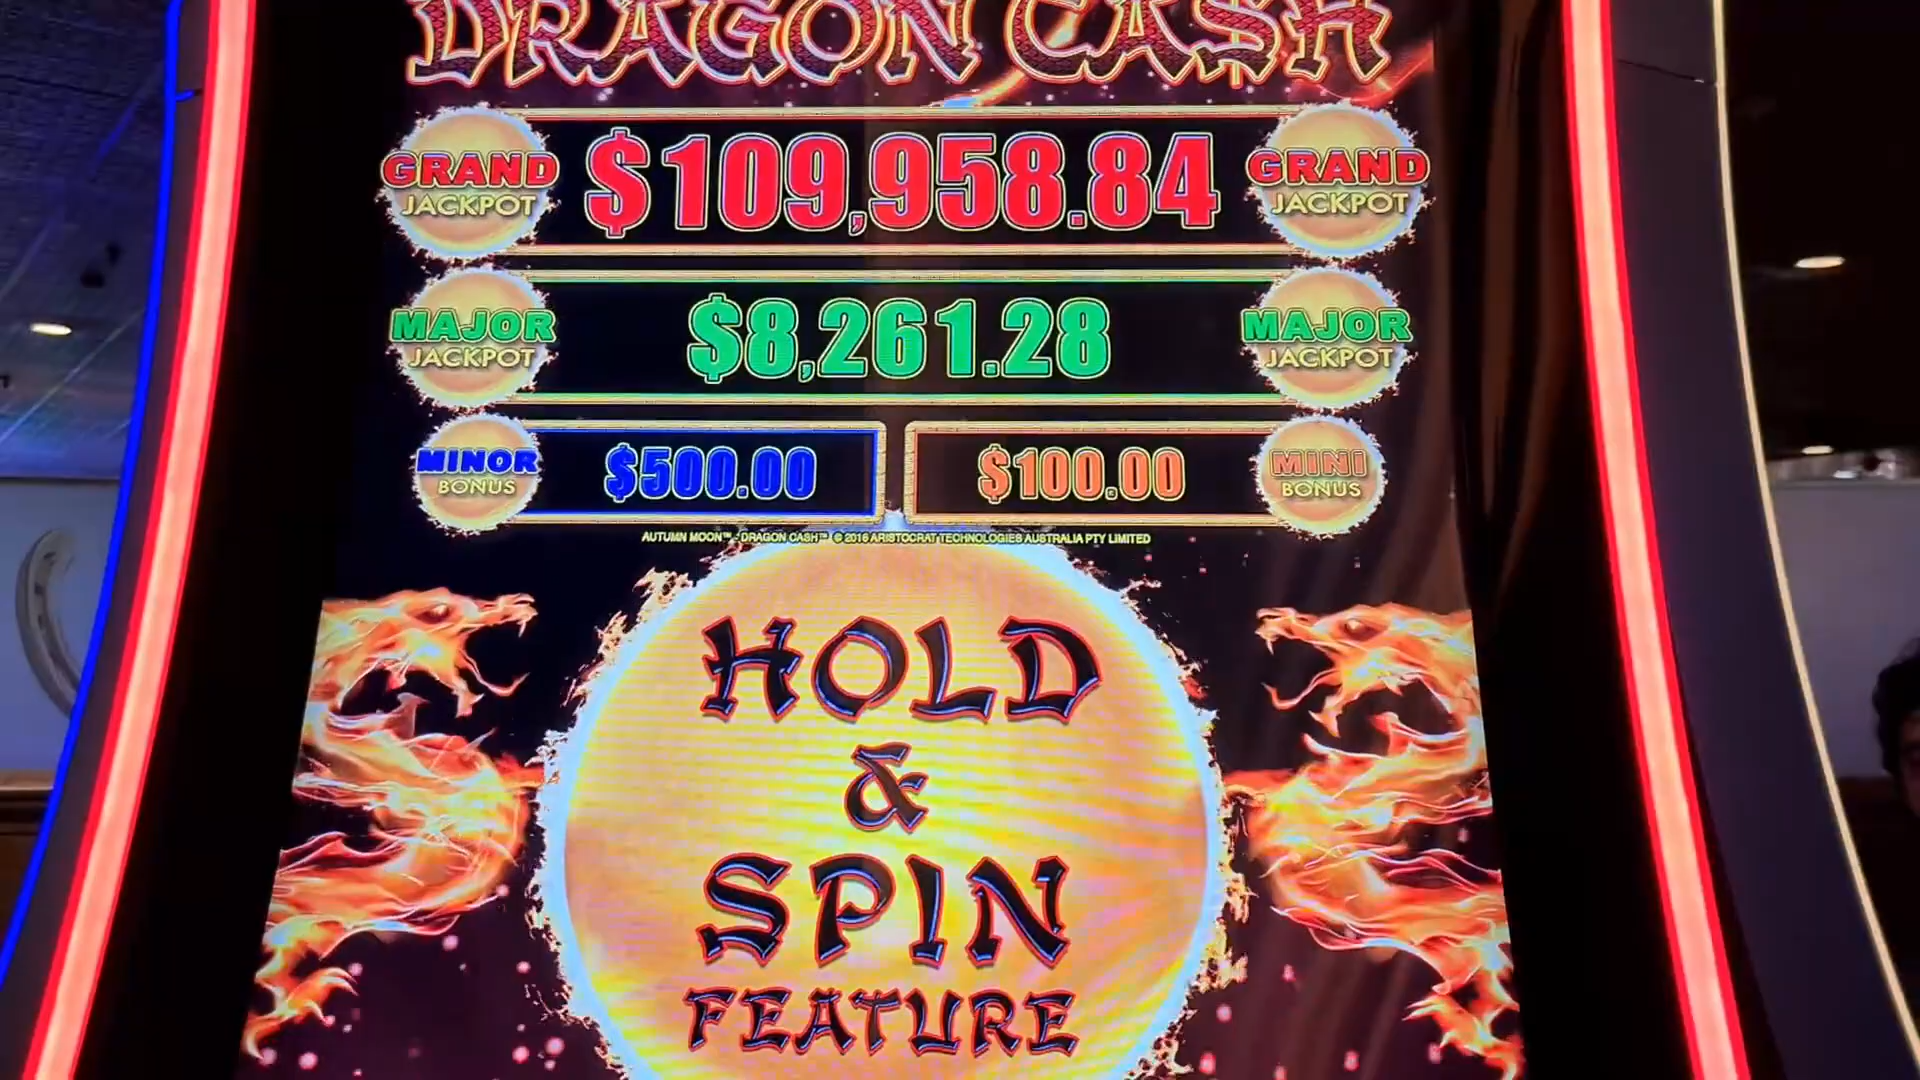 DRAGON CA$H
GRAND JACKPOT $109,958.84 GRAND JACKPOT
MAJOR JACKPOT $8,261.28 MAJOR JACKPOT
MINOR BONUS $500.00 $100.00 MINI BONUS
AUTUMN MOON™ - DRAGON CASH™ © 2016 ARISTOCRAT TECHNOLOGIES AUSTRALIA PTY LIMITED
HOLD
&
SPIN
FEATURE